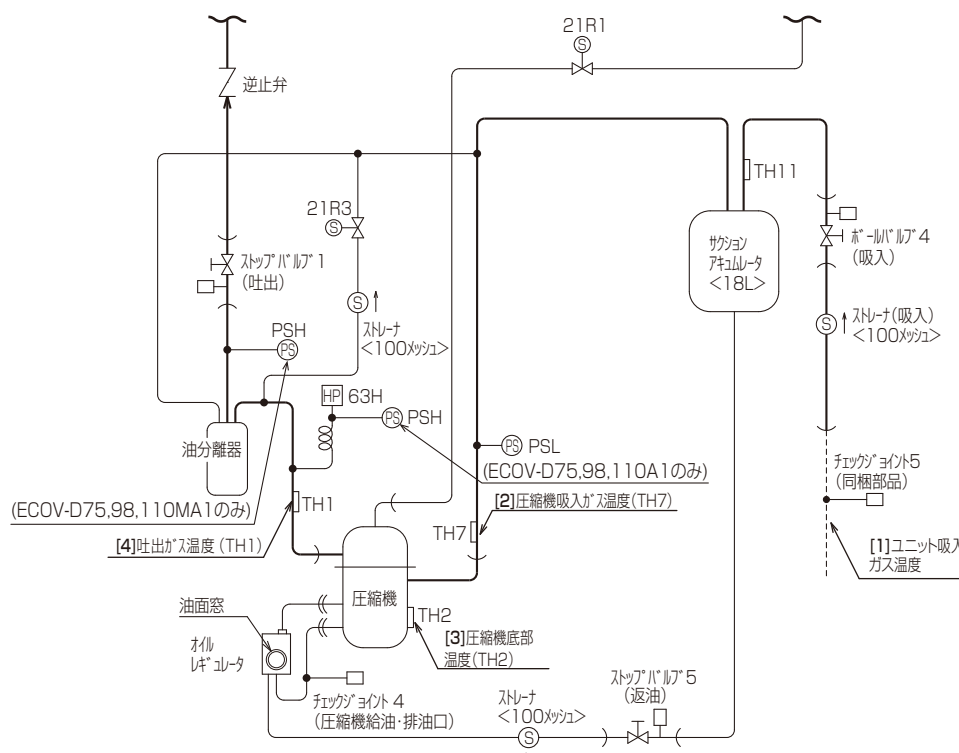 21R1
S
逆止弁
TH11
21R3
S
サクション
アキュムレータ
<18L>
ボールバルブ4
(吸入)
ストップバルブ1
(吐出)
S
ストレーナ
<100メッシュ>
S
ストレーナ(吸入)
<100メッシュ>
PSH
PS
HP 63H
PS PSH
油分離器
PS PSL
(ECOV-D75,98,110A1のみ)
チェックジョイント5
(同梱部品)
(ECOV-D75,98,110MA1のみ)
TH1
[2]圧縮機吸入ガス温度(TH7)
[4]吐出ガス温度(TH1)
TH7
[1]ユニット吸入
ガス温度
油面窓
圧縮機
TH2
オイル
レギュレータ
[3]圧縮機底部
温度(TH2)
チェックジョイント4
(圧縮機給油・排油口)
ストレーナ
<100メッシュ>
S
ストップバルブ5
(返油)